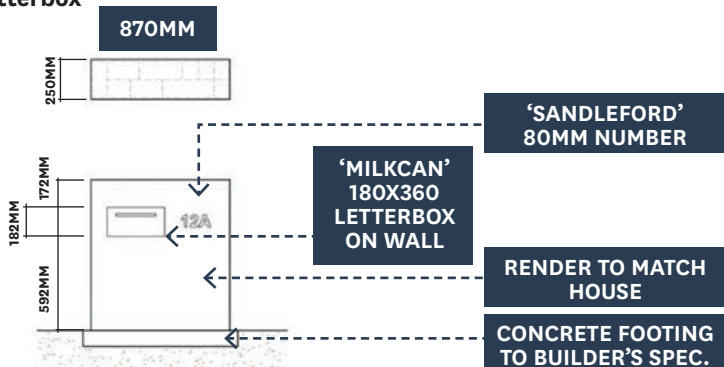 870MM
250MM
'SANDLEFORD'
80MM NUMBER
'MILKCAN'
180X360
LETTERBOX
ON WALL
172MM
182MM
592MM
12A
RENDER TO MATCH
HOUSE
CONCRETE FOOTING
TO BUILDER'S SPEC.